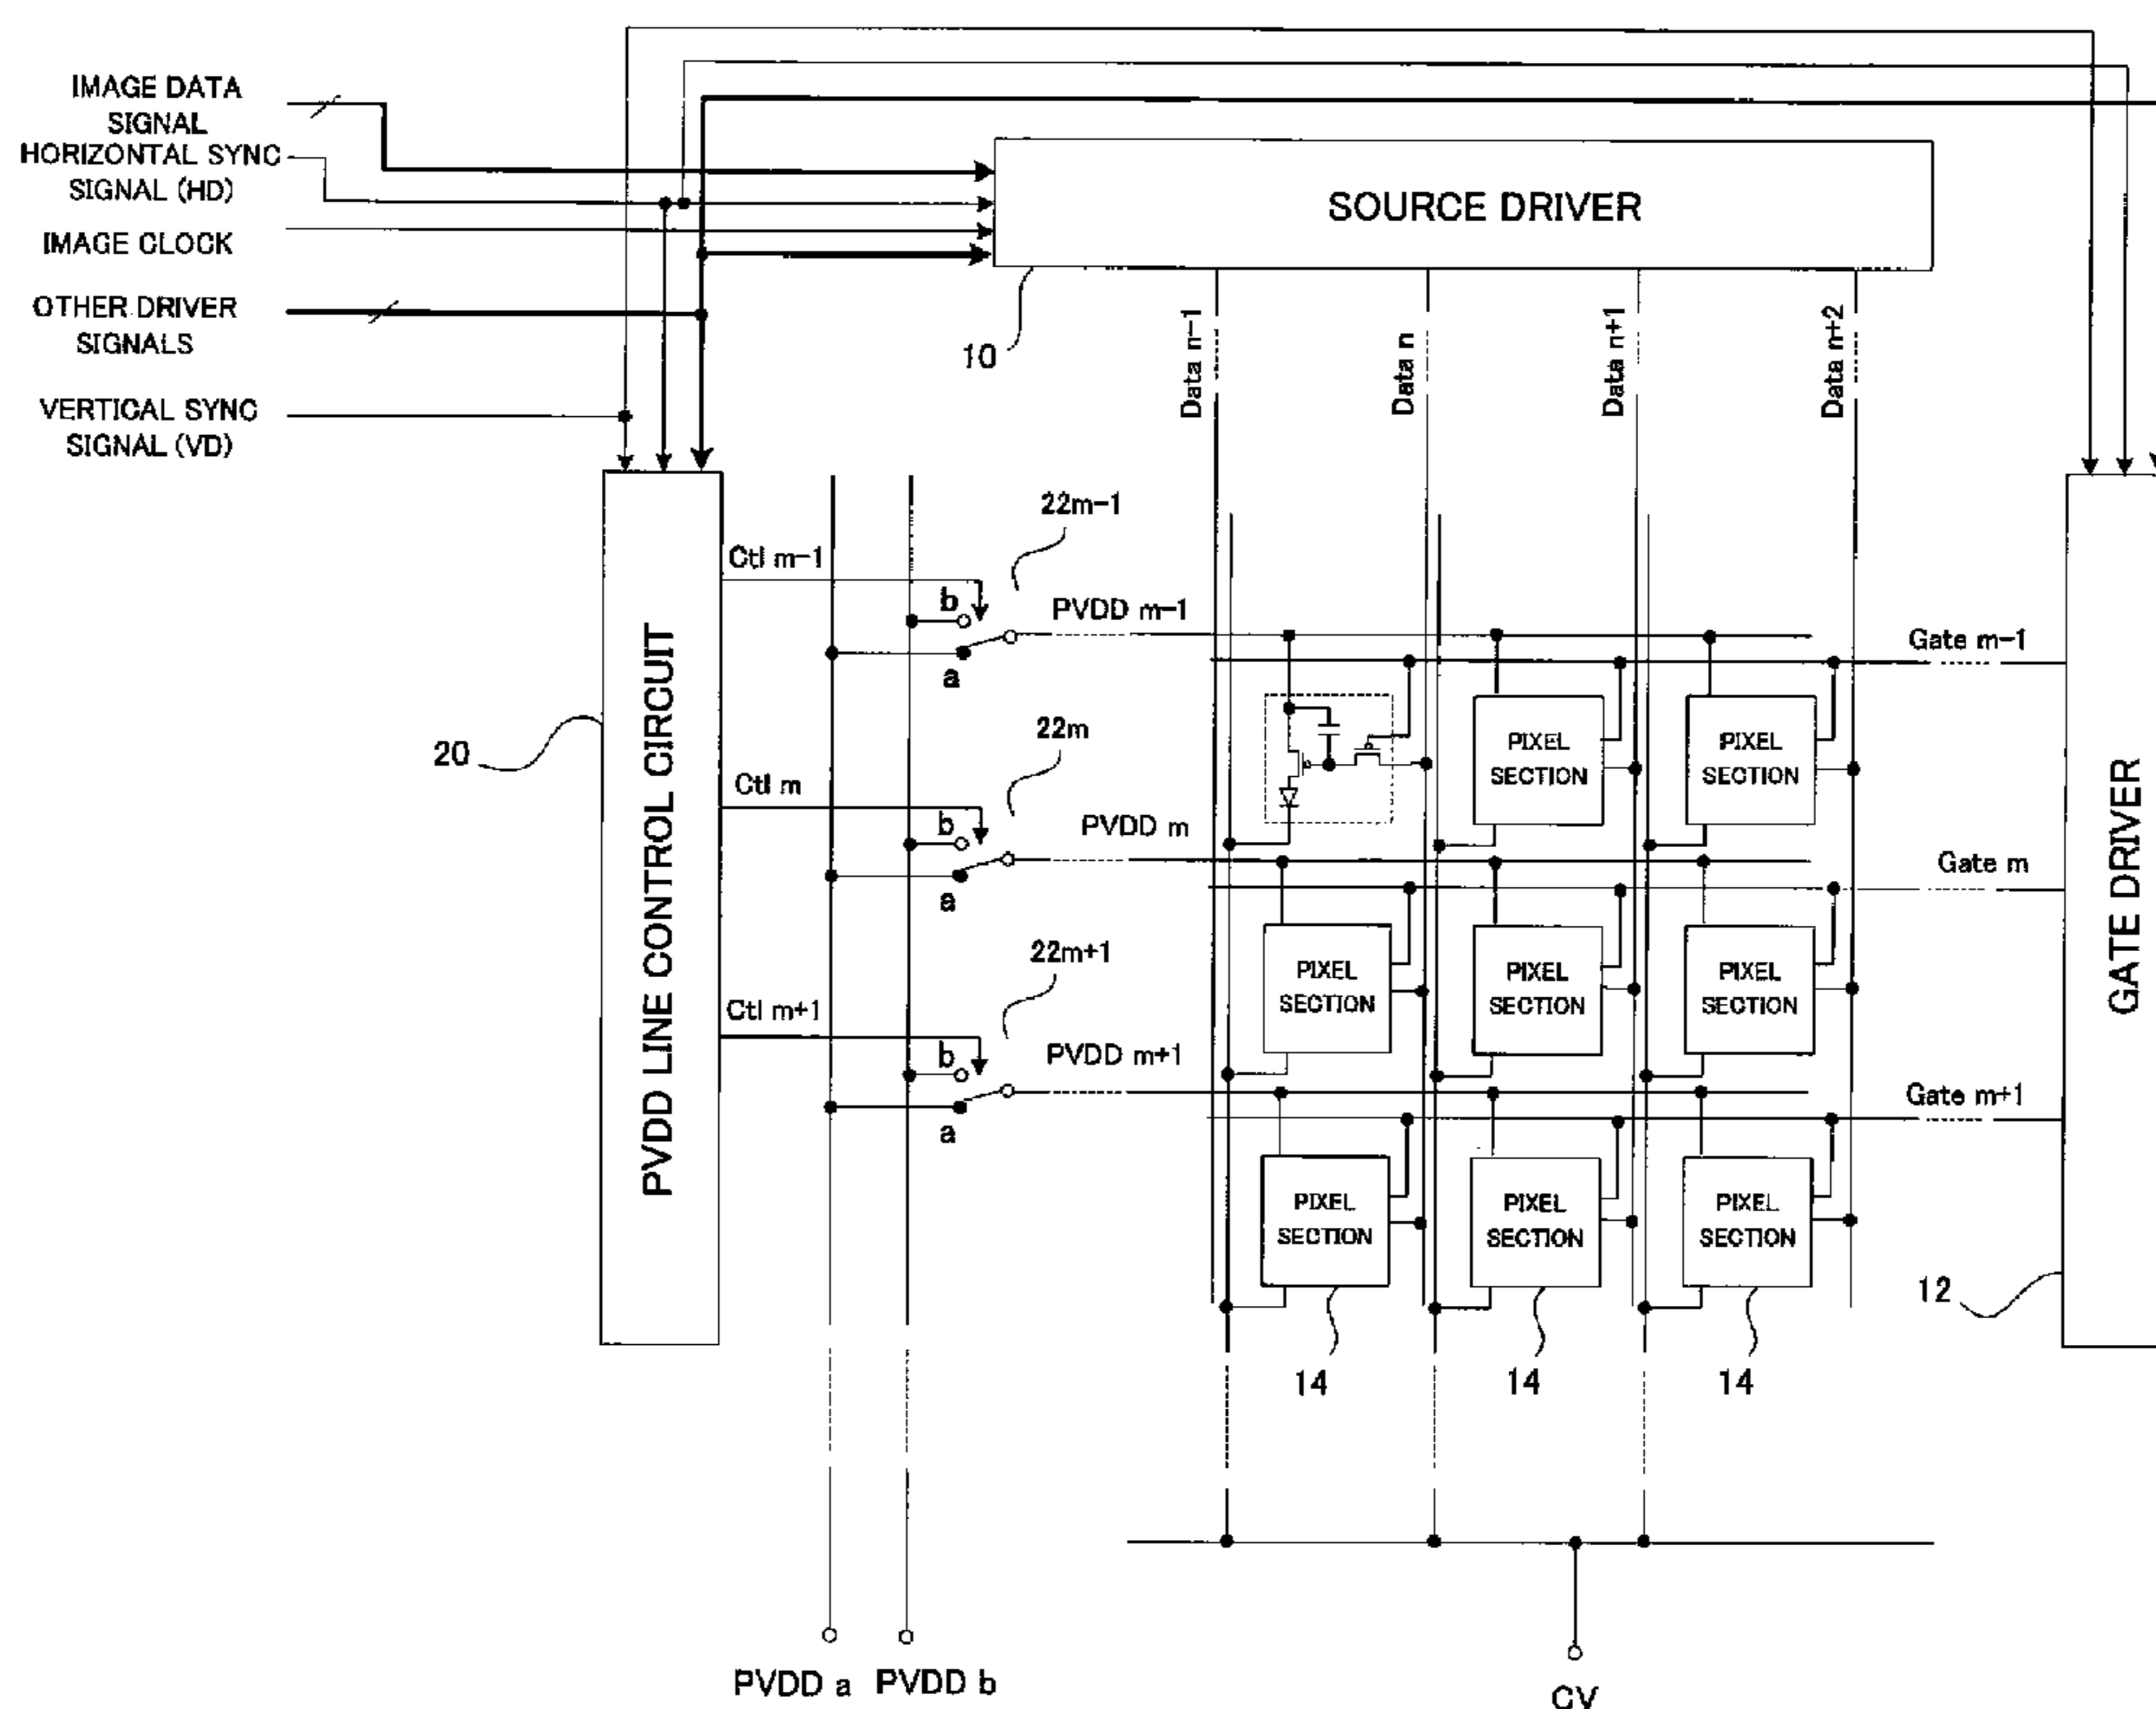 IMAGE DATA
SIGNAL
HORIZONTAL SYNC
SIGNAL (HD)
IMAGE CLOCK
OTHER DRIVER
SIGNALS
VERTICAL SYNC
SIGNAL (VD)
SOURCE DRIVER
10
Data n-1
Data n
Data n+1
Data n+2
PVDD LINE CONTROL CIRCUIT
20
Ctl m-1
b
a
22m-1
PVDD m-1
Gate m-1
PIXEL
SECTION
PIXEL
SECTION
Ctl m
b
a
22m
PVDD m
Gate m
PIXEL
SECTION
PIXEL
SECTION
PIXEL
SECTION
Ctl m+1
b
a
22m+1
PVDD m+1
Gate m+1
PIXEL
SECTION
PIXEL
SECTION
PIXEL
SECTION
14
14
14
GATE DRIVER
12
PVDD a
PVDD b
CV